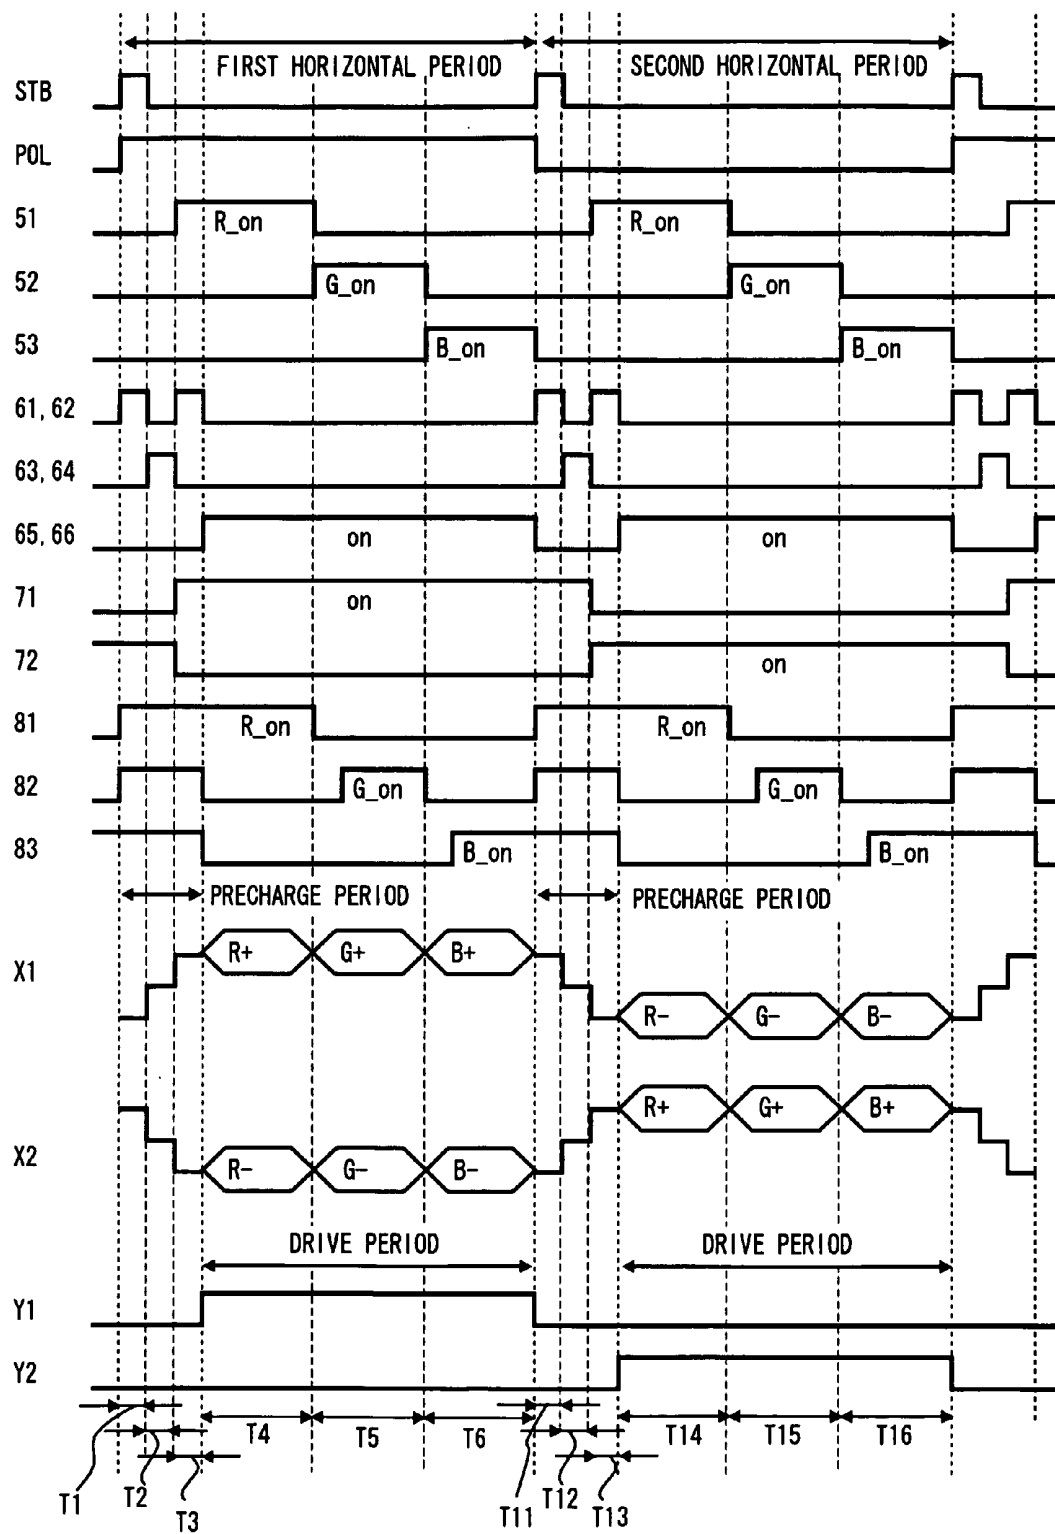 FIRST HORIZONTAL PERIOD SECOND HORIZONTAL PERIOD
STB
POL
51 R_on R_on
52 G_on G_on
53 B_on B_on
61, 62
63, 64
65, 66 on on
71 on
72 on
81 R_on R_on
82 G_on G_on
83 B_on B_on
PRECHARGE PERIOD PRECHARGE PERIOD
X1 R+ G+ B+ R- G- B-
X2 R- G- B- R+ G+ B+
DRIVE PERIOD DRIVE PERIOD
Y1
Y2
T4 T5 T6 T14 T15 T16
T1 T2 T3 T11 T12 T13